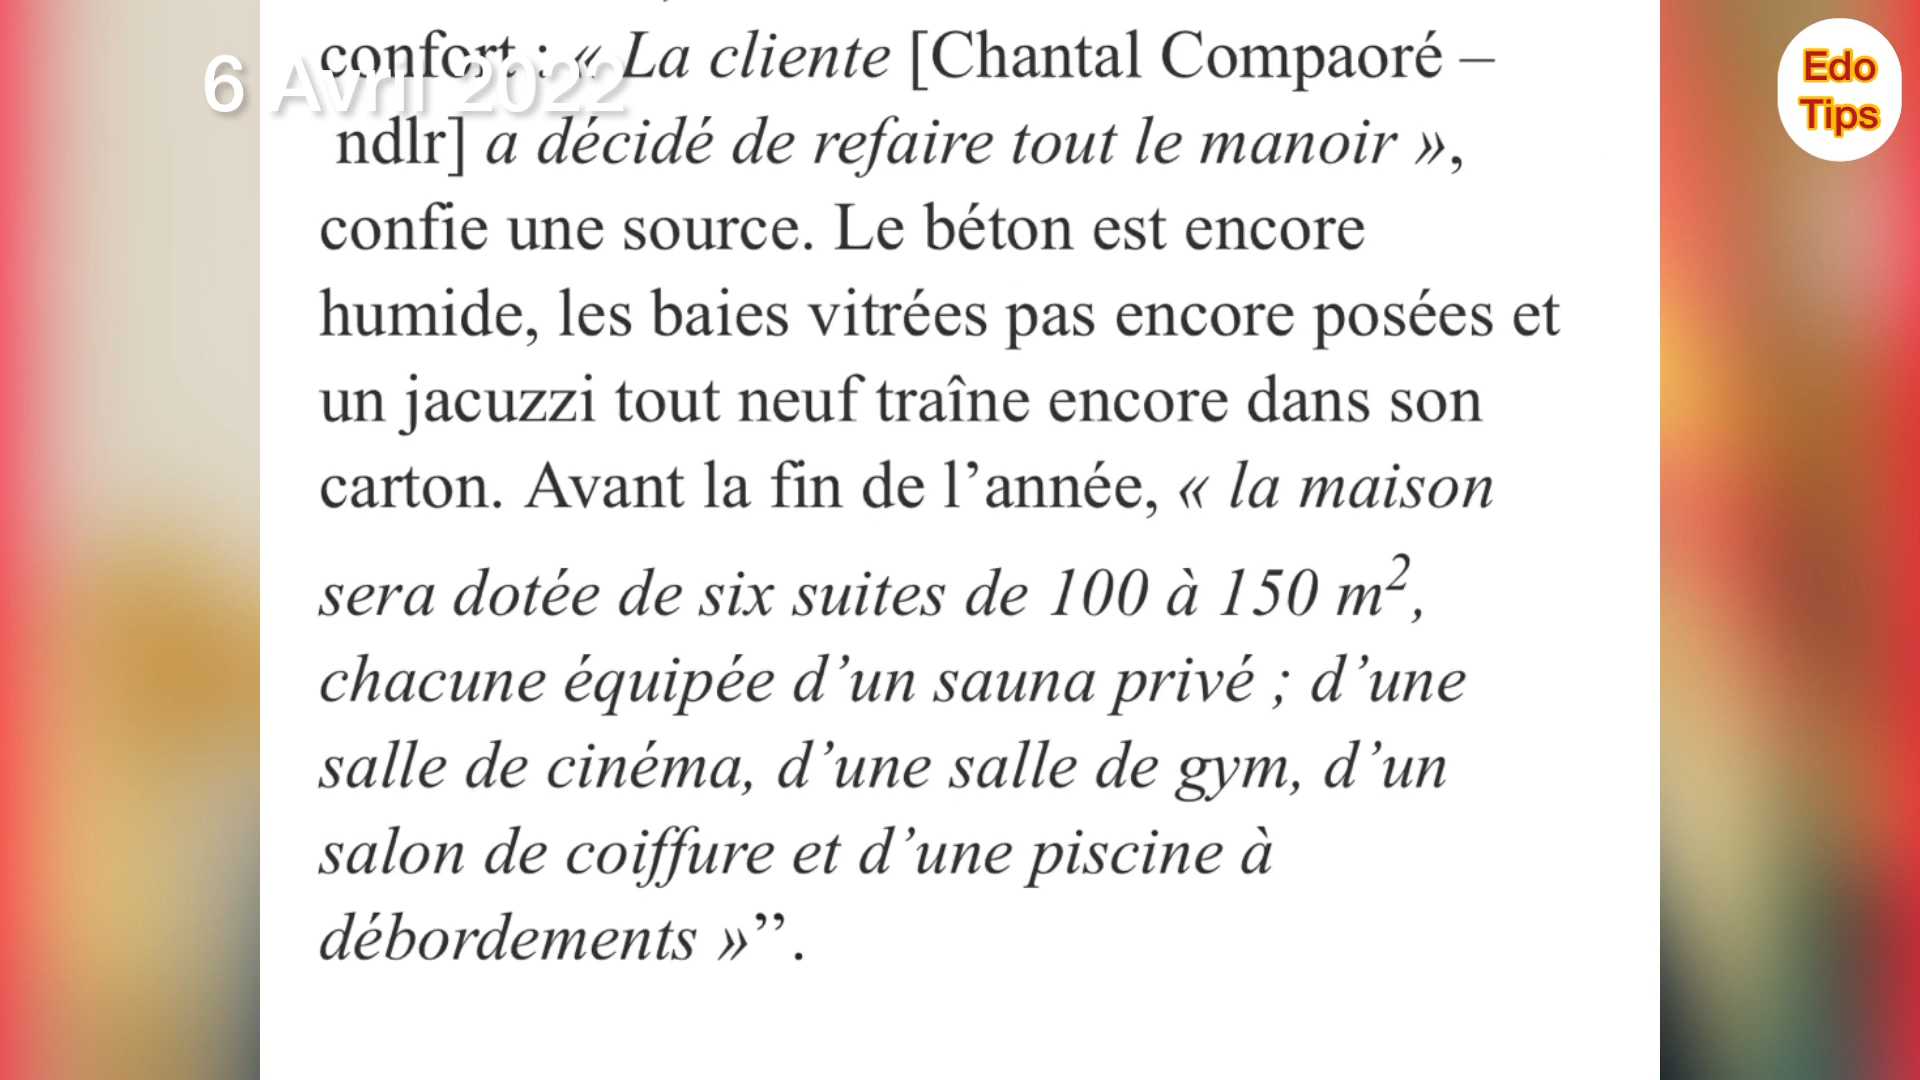 confort : « La cliente [Chantal Compaoré –
6 Avril 2022
ndlr] a décidé de refaire tout le manoir »,
confie une source. Le béton est encore
humide, les baies vitrées pas encore posées et
un jacuzzi tout neuf traîne encore dans son
carton. Avant la fin de l’année, « la maison
sera dotée de six suites de 100 à 150 m²,
chacune équipée d’un sauna privé ; d’une
salle de cinéma, d’une salle de gym, d’un
salon de coiffure et d’une piscine à
débordements »’’.
Edo
Tips